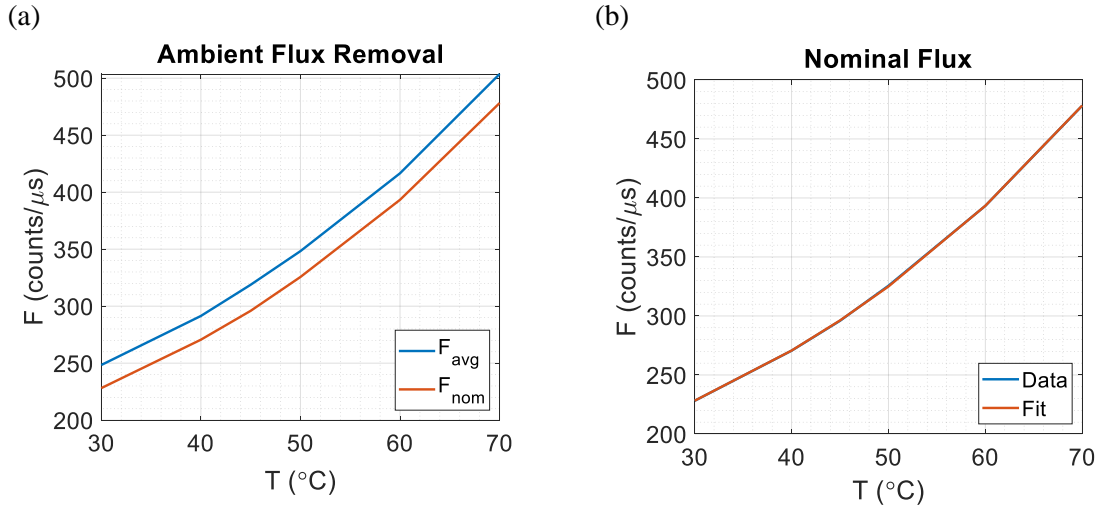 (a)
Ambient Flux Removal
500
450
400
350
300
250
200
30 40 50 60 70
F (counts/μs)
T (°C)
F_avg
F_nom
(b)
Nominal Flux
500
450
400
350
300
250
200
30 40 50 60 70
F (counts/μs)
T (°C)
Data
Fit